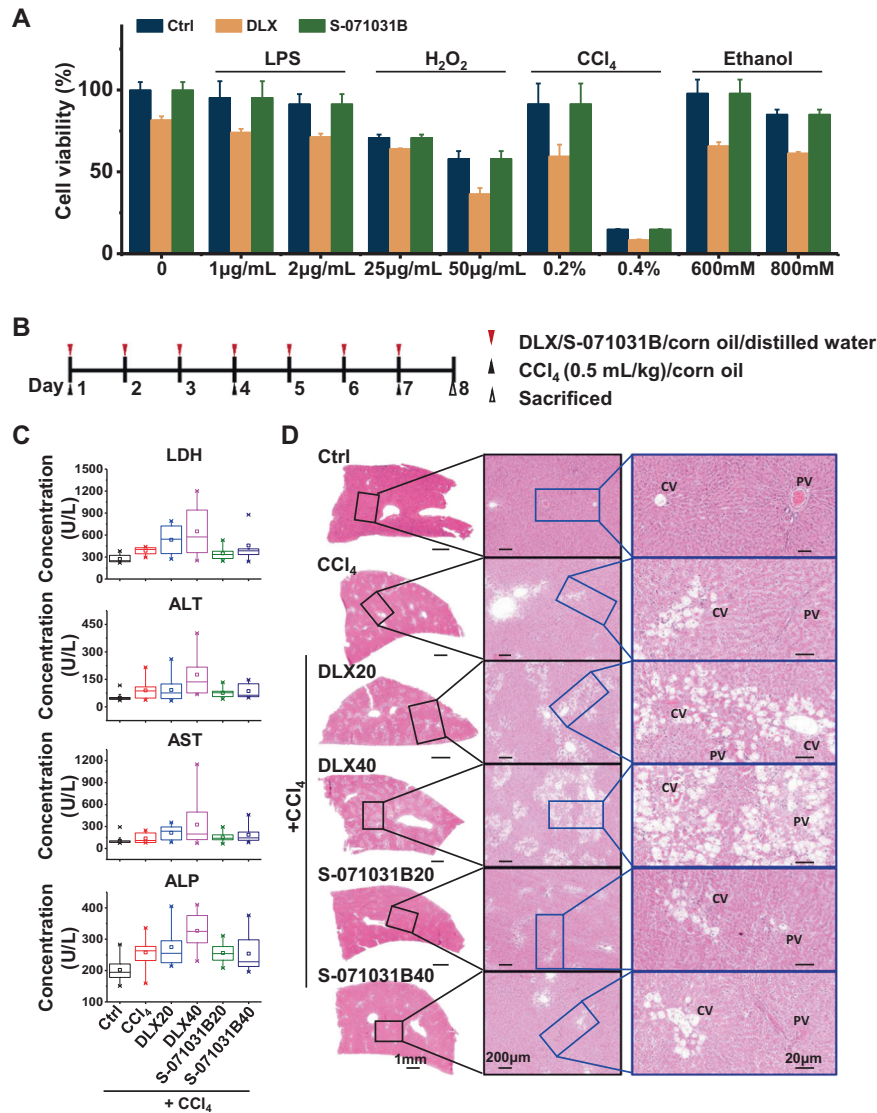 A
Ctrl DLX S-071031B
LPS H₂O₂ CCl₄ Ethanol
Cell viability (%)
100
50
0
0 1µg/mL 2µg/mL 25µg/mL 50µg/mL 0.2% 0.4% 600mM 800mM
B
Day 1 2 3 4 5 6 7 8
DLX/S-071031B/corn oil/distilled water
CCl₄ (0.5 mL/kg)/corn oil
Sacrificed
C
LDH
Concentration
(U/L)
1500
1200
900
600
300
0
ALT
Concentration
(U/L)
450
300
150
0
AST
Concentration
(U/L)
1200
900
600
300
0
ALP
Concentration
(U/L)
400
300
200
100
Ctrl
CCl₄
DLX20
DLX40
S-071031B20
S-071031B40
+ CCl₄
D
Ctrl
CV PV
CCl₄
CV PV
+CCl₄
DLX20
CV PV CV
DLX40
PV
S-071031B20
CV PV
S-071031B40
CV PV
1mm 200µm 20µm